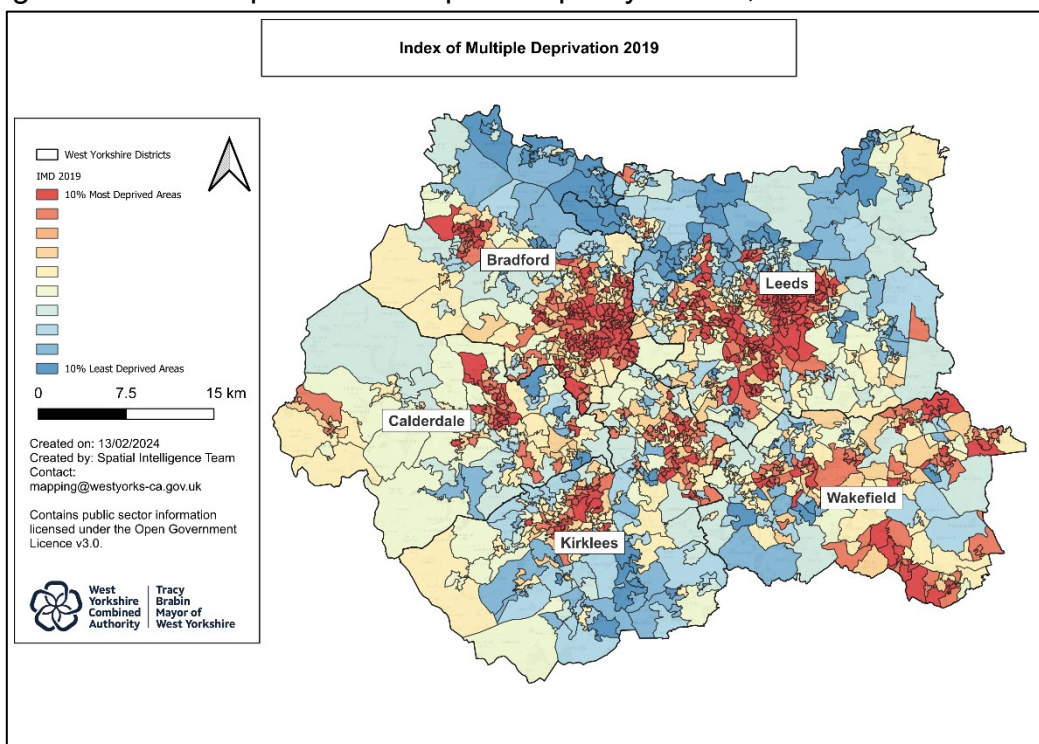 Index of Multiple Deprivation 2019
West Yorkshire Districts
IMD 2019
10% Most Deprived Areas
10% Least Deprived Areas
0 7.5 15 km
Created on: 13/02/2024
Created by: Spatial Intelligence Team
Contact:
mapping@westyorks-ca.gov.uk
Contains public sector information
licensed under the Open Government
Licence v3.0.
West
Yorkshire
Combined
Authority
Tracy
Brabin
Mayor of
West Yorkshire
Bradford
Leeds
Calderdale
Wakefield
Kirklees